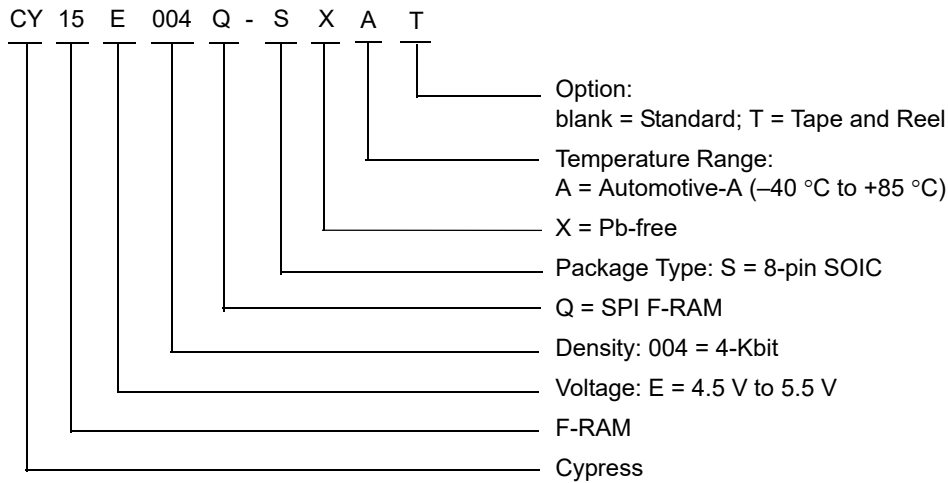 CY 15 E 004 Q - S X A T
Option:
blank = Standard; T = Tape and Reel
Temperature Range:
A = Automotive-A (–40 °C to +85 °C)
X = Pb-free
Package Type: S = 8-pin SOIC
Q = SPI F-RAM
Density: 004 = 4-Kbit
Voltage: E = 4.5 V to 5.5 V
F-RAM
Cypress